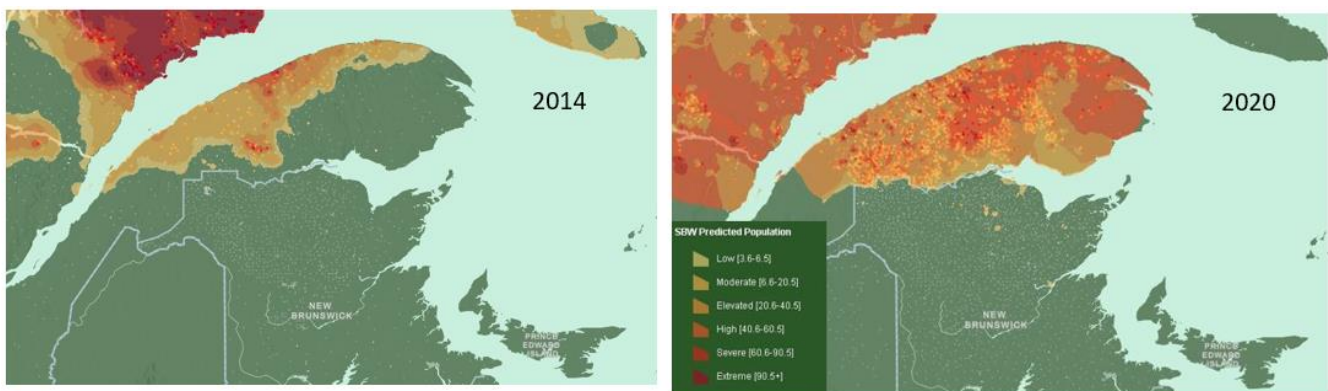 2014
NEW
BRUNSWICK
PRINCE
EDWARD
ISLAND
2020
SBW Predicted Population
Low [3.6-6.5]
Moderate [6.6-20.5]
Elevated [20.6-40.5]
High [40.6-60.5]
Severe [60.6-90.5]
Extreme [90.5+]
NEW
BRUNSWICK
PRINCE
EDWARD
ISLAND